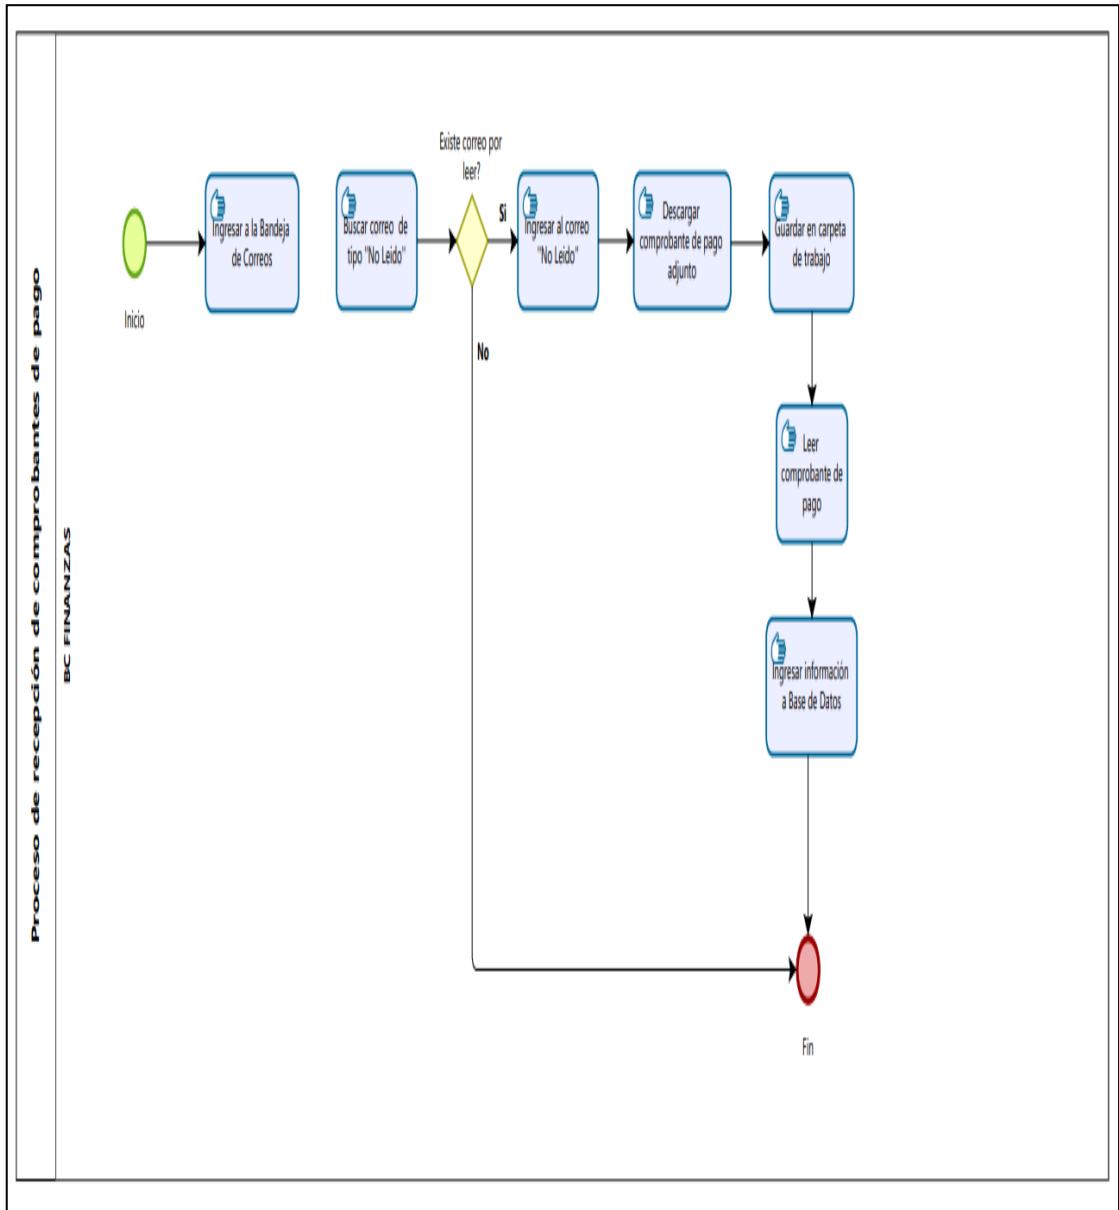 Proceso de recepción de comprobantes de pago
BC FINANZAS
Inicio
Ingresar a la Bandeja
de Correos
Buscar correo de
tipo "No Leido"
Existe correo por
leer?
Si
No
Ingresar al correo
"No Leido"
Descargar
comprobante de pago
adjunto
Guardar en carpeta
de trabajo
Leer
comprobante de
pago
Ingresar información
a Base de Datos
Fin